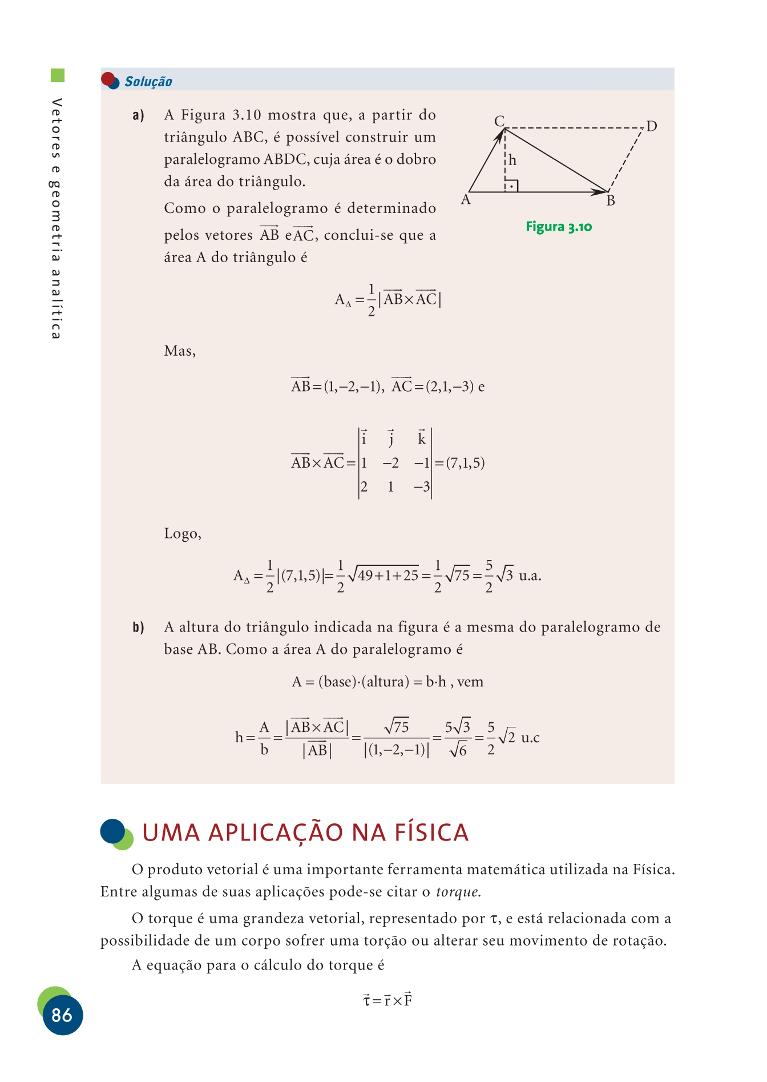 Vetores e geometria analítica
Solução
a) A Figura 3.10 mostra que, a partir do
triângulo ABC, é possível construir um
paralelogramo ABDC, cuja área é o dobro
da área do triângulo.
Como o paralelogramo é determinado
pelos vetores \(\overrightarrow{AB}\) e \(\overrightarrow{AC}\), conclui-se que a
área A do triângulo é
C
D
h
A
B
Figura 3.10
\(A_{\Delta} = \frac{1}{2}|\overrightarrow{AB} \times \overrightarrow{AC}|\)
Mas,
\(\overrightarrow{AB} = (1,-2,-1),\ \overrightarrow{AC} = (2,1,-3)\) e
\(\overrightarrow{AB} \times \overrightarrow{AC} = \begin{vmatrix} \vec{i} & \vec{j} & \vec{k} \\ 1 & -2 & -1 \\ 2 & 1 & -3 \end{vmatrix} = (7,1,5)\)
Logo,
\(A_{\Delta} = \frac{1}{2}|(7,1,5)| = \frac{1}{2}\sqrt{49+1+25} = \frac{1}{2}\sqrt{75} = \frac{5}{2}\sqrt{3}\) u.a.
b) A altura do triângulo indicada na figura é a mesma do paralelogramo de
base AB. Como a área A do paralelogramo é
A = (base)·(altura) = b·h , vem
\(h = \frac{A}{b} = \frac{|\overrightarrow{AB} \times \overrightarrow{AC}|}{|\overrightarrow{AB}|} = \frac{\sqrt{75}}{|(1,-2,-1)|} = \frac{5\sqrt{3}}{\sqrt{6}} = \frac{5}{2}\sqrt{2}\) u.c
UMA APLICAÇÃO NA FÍSICA
O produto vetorial é uma importante ferramenta matemática utilizada na Física.
Entre algumas de suas aplicações pode-se citar o torque.
O torque é uma grandeza vetorial, representado por τ, e está relacionada com a
possibilidade de um corpo sofrer uma torção ou alterar seu movimento de rotação.
A equação para o cálculo do torque é
\(\vec{\tau} = \vec{r} \times \vec{F}\)
86